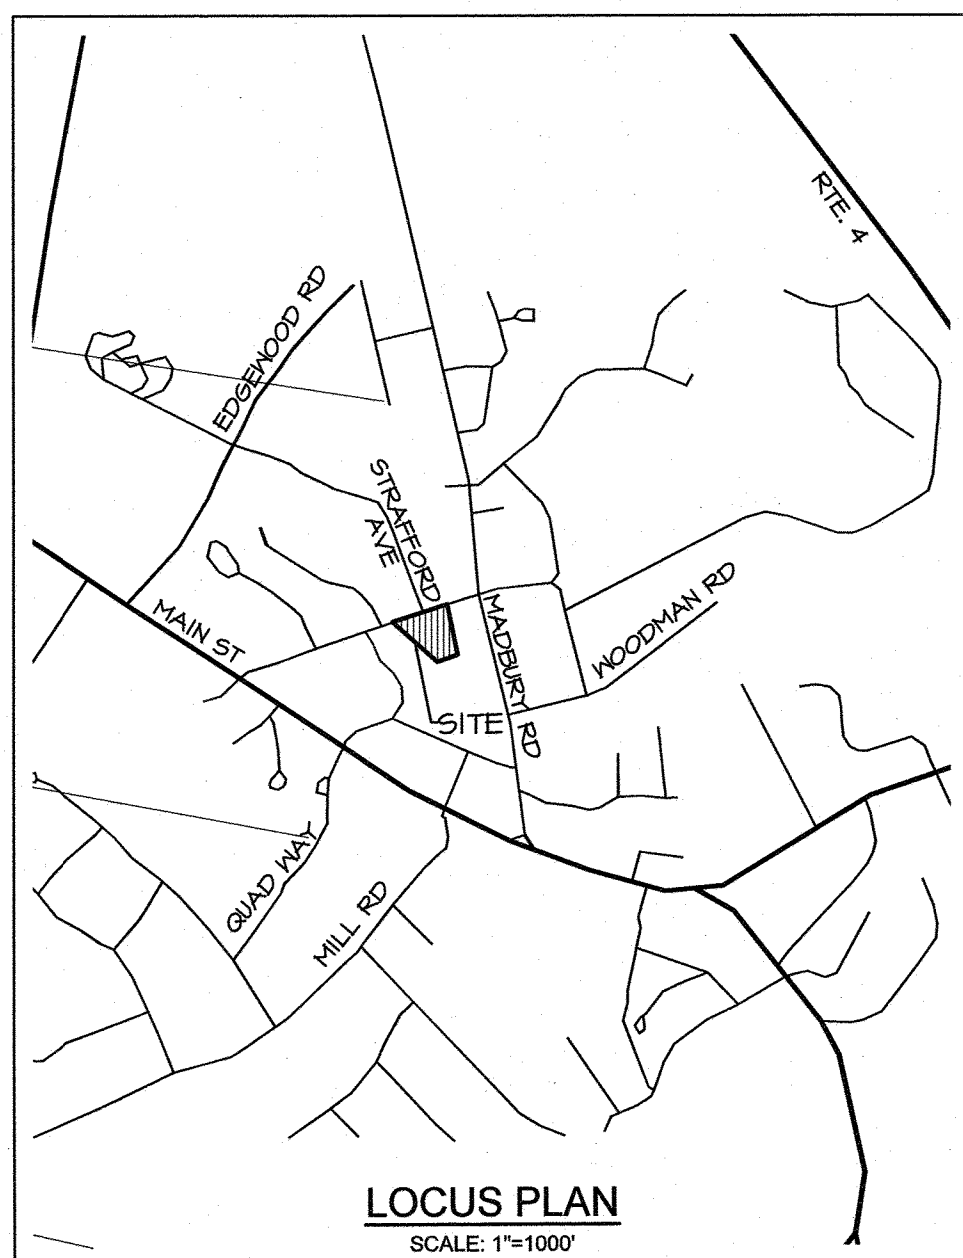 RTE. 4
EDGEWOOD RD
STRAFFORD
AVE
MAIN ST
MADBURY RD
WOODMAN RD
SITE
QUAD WAY
MILL RD
LOCUS PLAN
SCALE: 1"=1000'